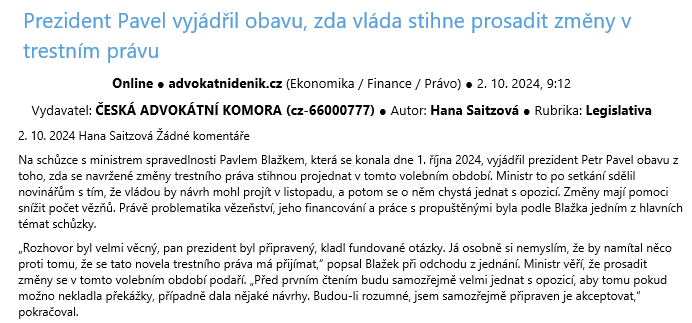 Prezident Pavel vyjádřil obavu, zda vláda stihne prosadit změny v
trestním právu
Online ● advokatnidenik.cz (Ekonomika / Finance / Právo) ● 2. 10. 2024, 9:12
Vydavatel: ČESKÁ ADVOKÁTNÍ KOMORA (cz-66000777) ● Autor: Hana Saitzová ● Rubrika: Legislativa
2. 10. 2024 Hana Saitzová Žádné komentáře
Na schůzce s ministrem spravedlnosti Pavlem Blažkem, která se konala dne 1. října 2024, vyjádřil prezident Petr Pavel obavu z
toho, zda se navržené změny trestního práva stihnou projednat v tomto volebním období. Ministr to po setkání sdělil
novinářům s tím, že vládou by návrh mohl projít v listopadu, a potom se o něm chystá jednat s opozicí. Změny mají pomoci
snížit počet vězňů. Právě problematika vězeňství, jeho financování a práce s propuštěnými byla podle Blažka jedním z hlavních
témat schůzky.
„Rozhovor byl velmi věcný, pan prezident byl připravený, kladl fundované otázky. Já osobně si nemyslím, že by namítal něco
proti tomu, že se tato novela trestního práva má přijímat,“ popsal Blažek při odchodu z jednání. Ministr věří, že prosadit
změny se v tomto volebním období podaří. „Před prvním čtením budu samozřejmě velmi jednat s opozicí, aby tomu pokud
možno nekladla překážky, případně dala nějaké návrhy. Budou-li rozumné, jsem samozřejmě připraven je akceptovat,“
pokračoval.